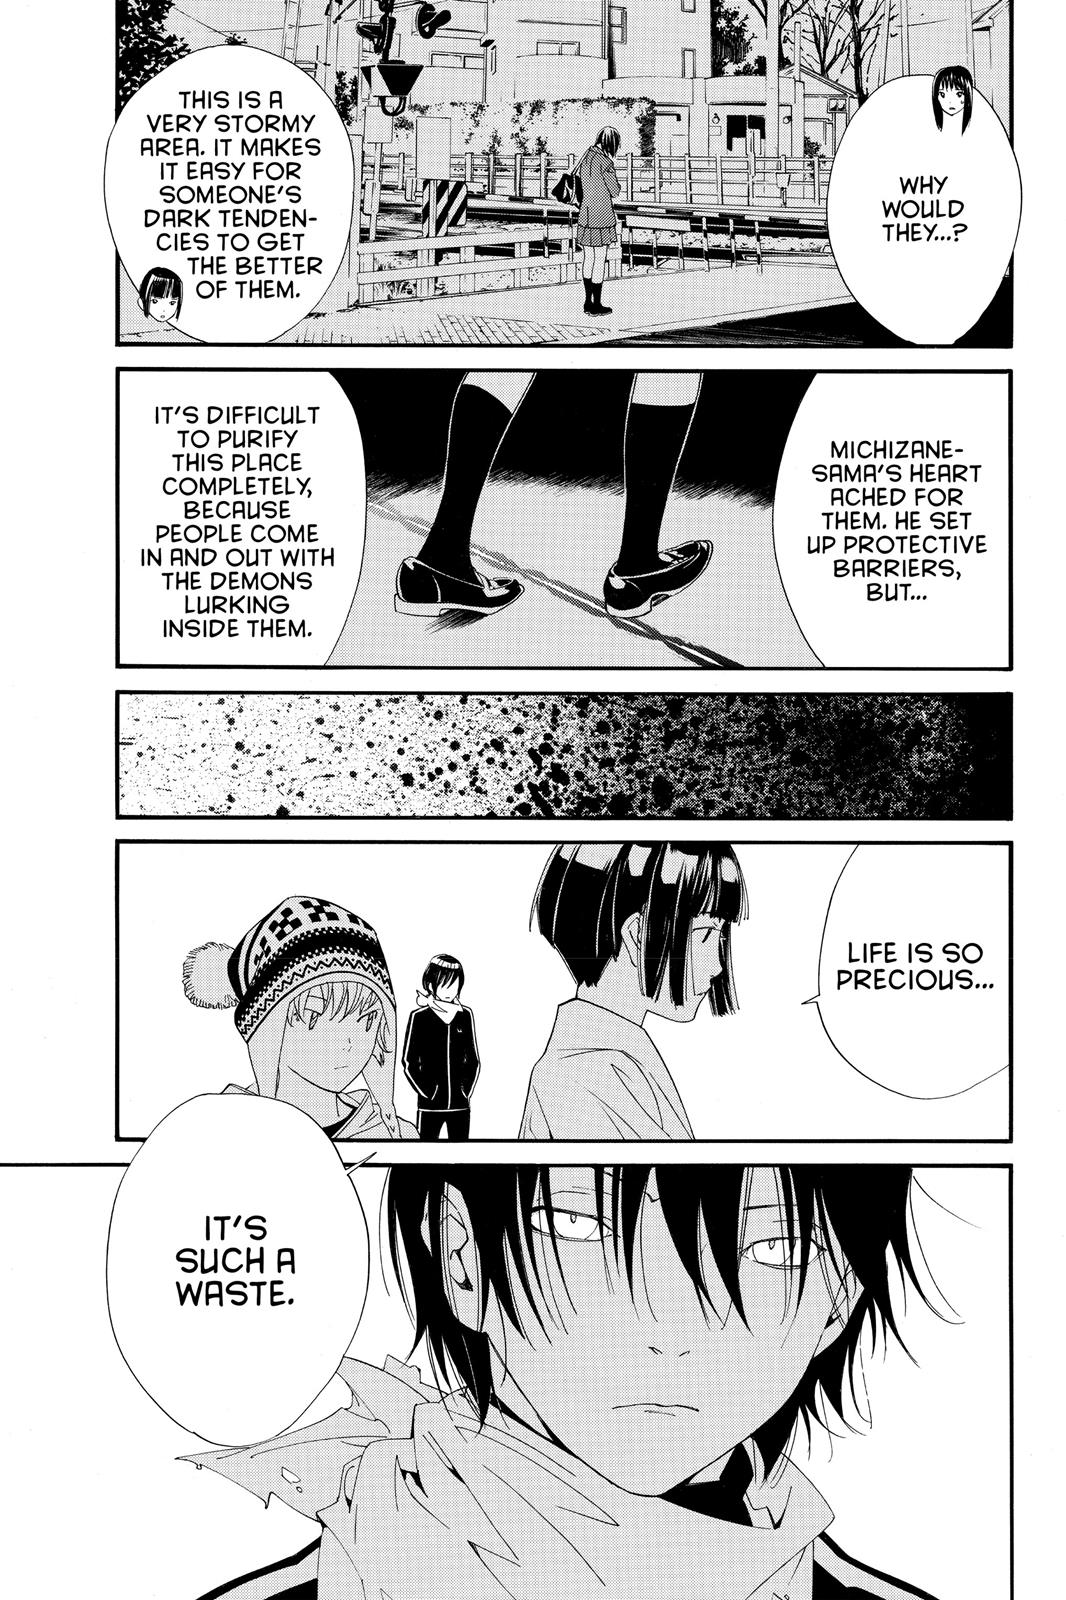 WHY
WOULD
THEY...?
THIS IS A
VERY STORMY
AREA. IT MAKES
IT EASY FOR
SOMEONE'S
DARK TENDEN-
CIES TO GET
THE BETTER
OF THEM.
MICHIZANE-
SAMA'S HEART
ACHED FOR
THEM. HE SET
UP PROTECTIVE
BARRIERS,
BUT...
IT'S DIFFICULT
TO PURIFY
THIS PLACE
COMPLETELY,
BECAUSE
PEOPLE COME
IN AND OUT WITH
THE DEMONS
LURKING
INSIDE THEM.
LIFE IS SO
PRECIOUS...
IT'S
SUCH A
WASTE.